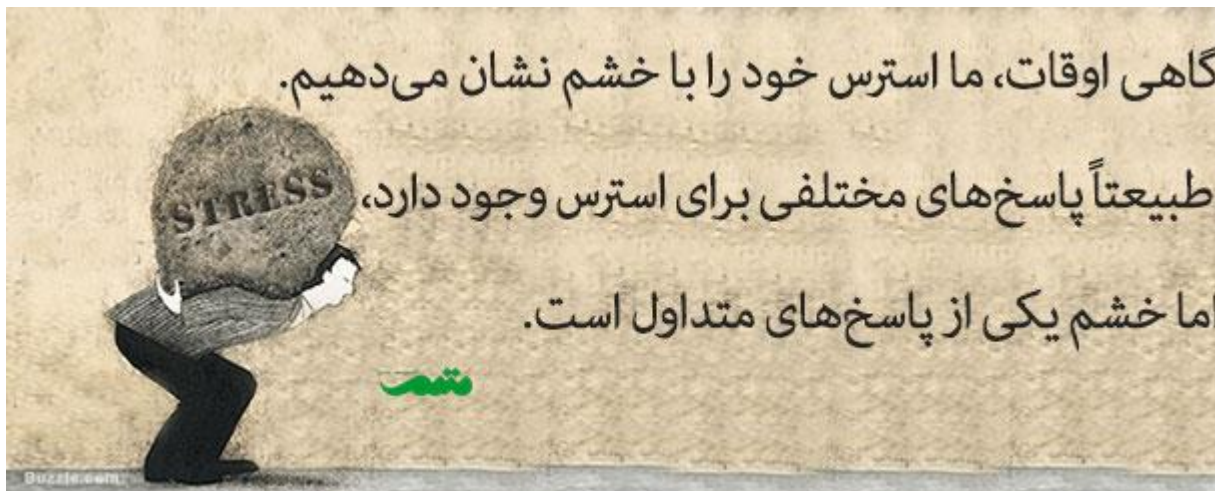 گاهی اوقات، ما استرس خود را با خشم نشان می‌دهیم.
STRESS
طبیعتاً پاسخ‌های مختلفی برای استرس وجود دارد،
اما خشم یکی از پاسخ‌های متداول است.
متمم
Buzzle.com